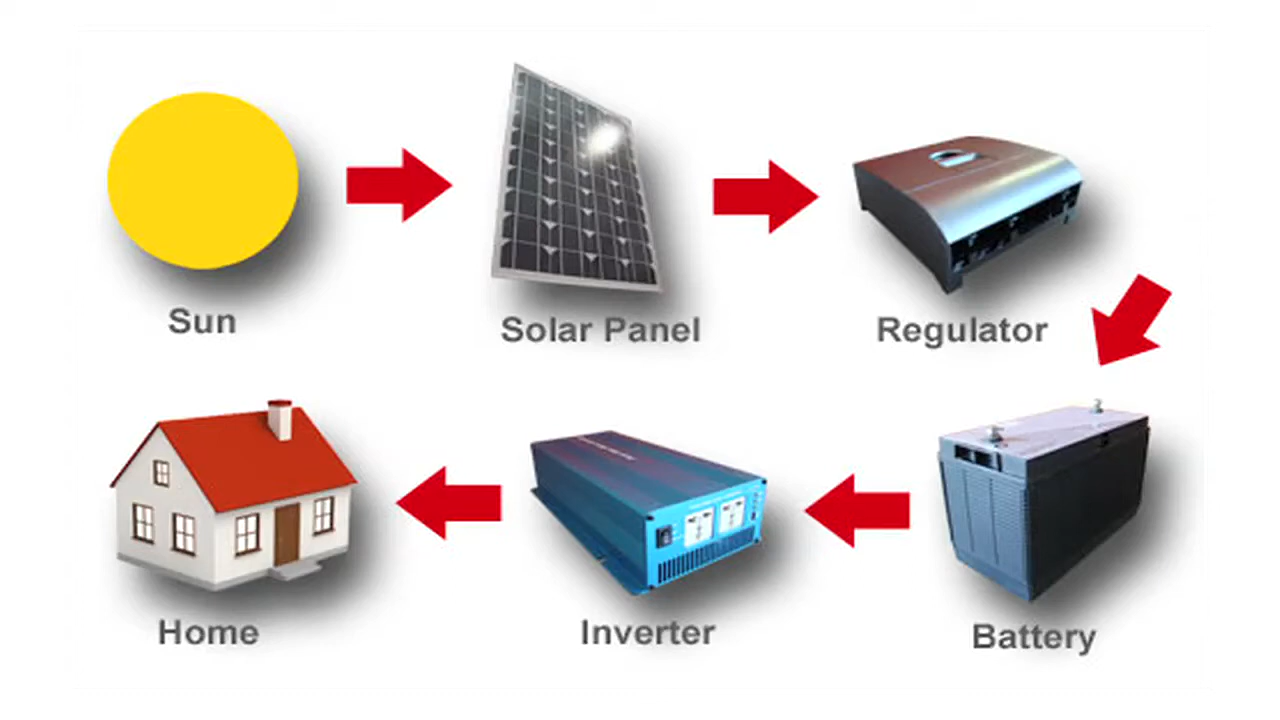 Sun
Solar Panel
Regulator
Home
Inverter
Battery